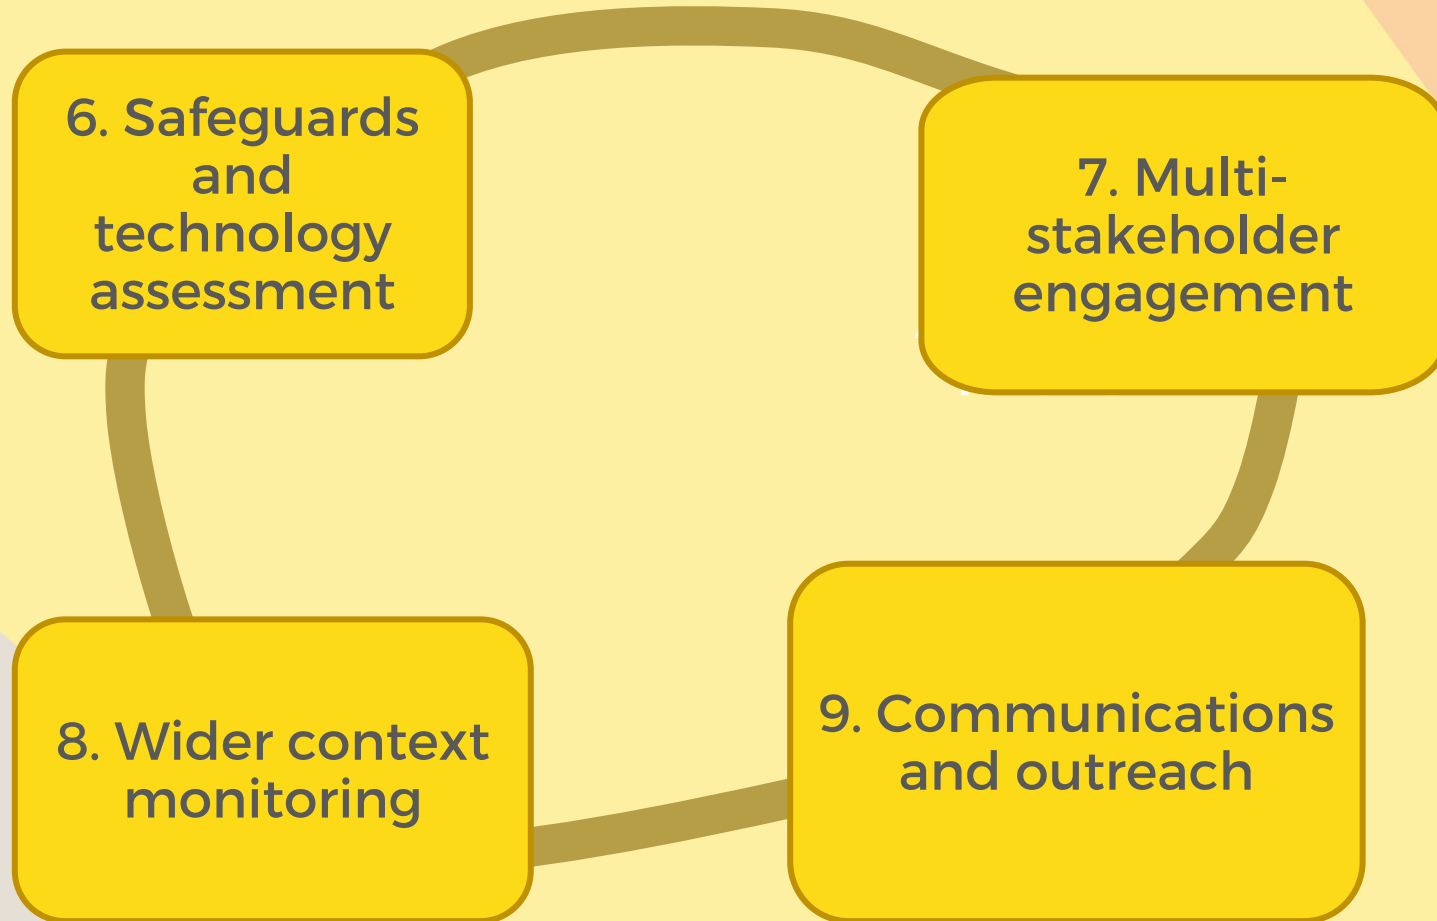 6. Safeguards
and
technology
assessment
7. Multi-
stakeholder
engagement
8. Wider context
monitoring
9. Communications
and outreach